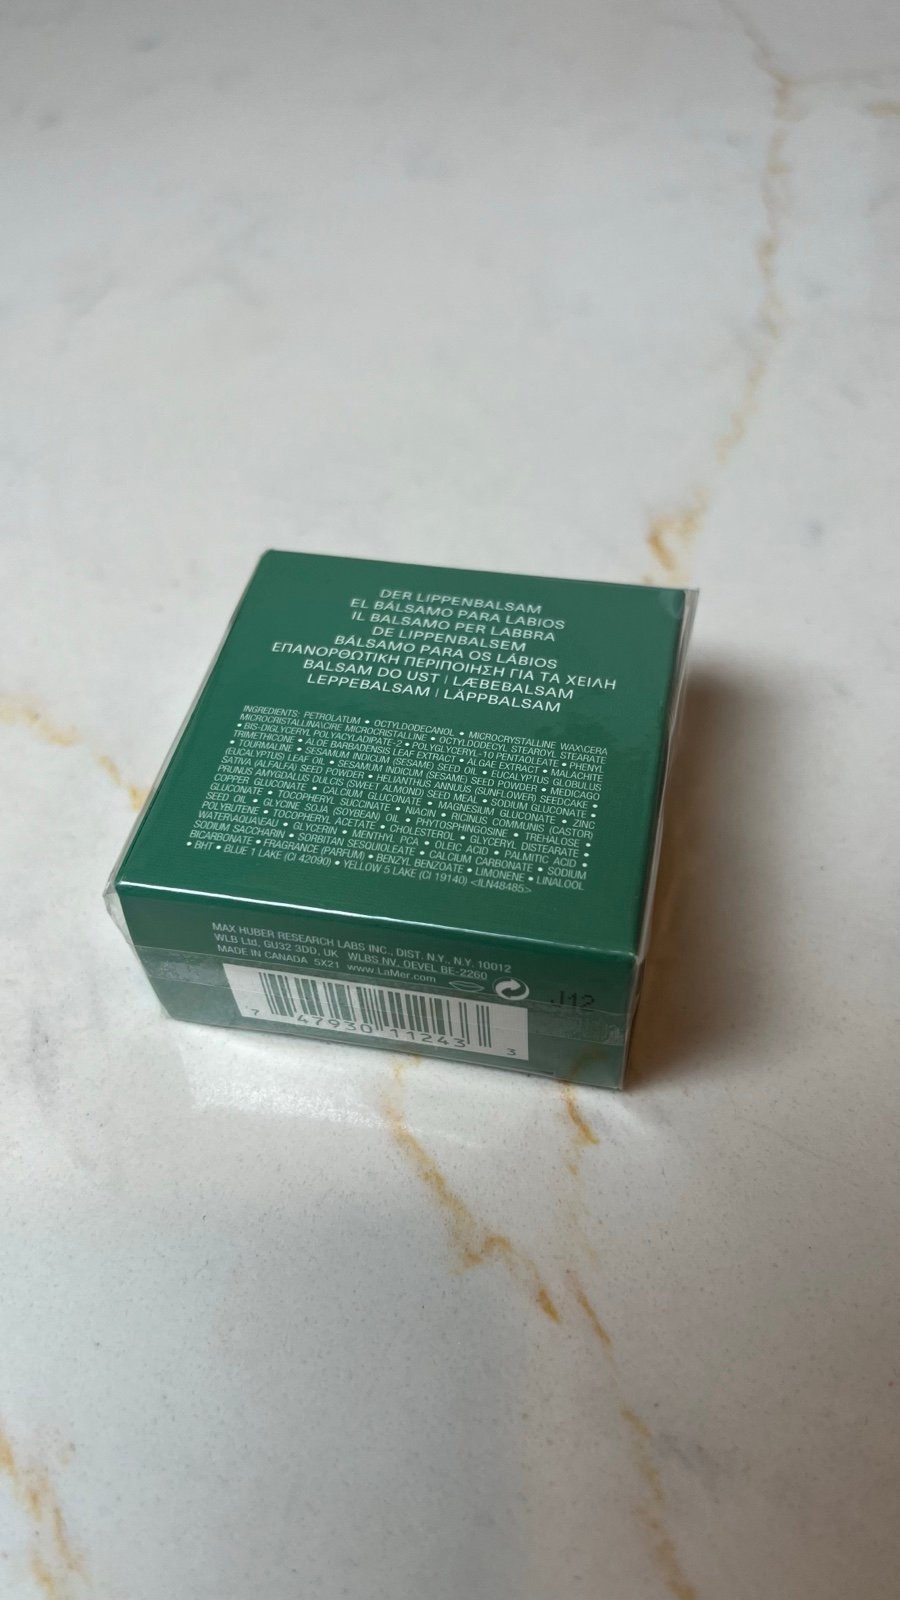 DER LIPPENBALSAM
EL BÁLSAMO PARA LABIOS
IL BALSAMO PER LABBRA
DE LIPPENBALSEM
BÁLSAMO PARA OS LÁBIOS
ΕΠΑΝΟΡΘΩΤΙΚΗ ΠΕΡΙΠΟΙΗΣΗ ΓΙΑ ΤΑ ΧΕΙΛΗ
BALSAM DO UST | LÆBEBALSAM
LEPPEBALSAM | LÄPPBALSAM
INGREDIENTS: PETROLATUM • OCTYLDODECANOL • MICROCRYSTALLINE WAX\CERA
MICROCRISTALLINA\CIRE MICROCRISTALLINE • OCTYLDODECYL STEAROYL STEARATE
• BIS-DIGLYCERYL POLYACYLADIPATE-2 • POLYGLYCERYL-10 PENTAOLEATE • PHENYL
TRIMETHICONE • ALOE BARBADENSIS LEAF EXTRACT • ALGAE EXTRACT • MALACHITE
• TOURMALINE • SESAMUM INDICUM (SESAME) SEED OIL • EUCALYPTUS GLOBULUS
(EUCALYPTUS) LEAF OIL • SESAMUM INDICUM (SESAME) SEED POWDER • MEDICAGO
SATIVA (ALFALFA) SEED POWDER • HELIANTHUS ANNUUS (SUNFLOWER) SEEDCAKE •
PRUNUS AMYGDALUS DULCIS (SWEET ALMOND) SEED MEAL • SODIUM GLUCONATE •
COPPER GLUCONATE • CALCIUM GLUCONATE • MAGNESIUM GLUCONATE • ZINC
GLUCONATE • TOCOPHERYL SUCCINATE • NIACIN • RICINUS COMMUNIS (CASTOR)
SEED OIL • GLYCINE SOJA (SOYBEAN) OIL • PHYTOSPHINGOSINE • TREHALOSE •
POLYBUTENE • TOCOPHERYL ACETATE • CHOLESTEROL • GLYCERYL DISTEARATE •
WATER\AQUA\EAU • GLYCERIN • MENTHYL PCA • OLEIC ACID • PALMITIC ACID •
SODIUM SACCHARIN • SORBITAN SESQUIOLEATE • CALCIUM CARBONATE • SODIUM
BICARBONATE • FRAGRANCE (PARFUM) • BENZYL BENZOATE • LIMONENE • LINALOOL
• BHT • BLUE 1 LAKE (CI 42090) • YELLOW 5 LAKE (CI 19140) <ILN48485>
MAX HUBER RESEARCH LABS INC., DIST. N.Y., N.Y. 10012
WLB Ltd, GU32 3DD, UK WLBS NV, OEVEL BE-2260
MADE IN CANADA 5X21 www.LaMer.com
J12
7 47930 11243 3